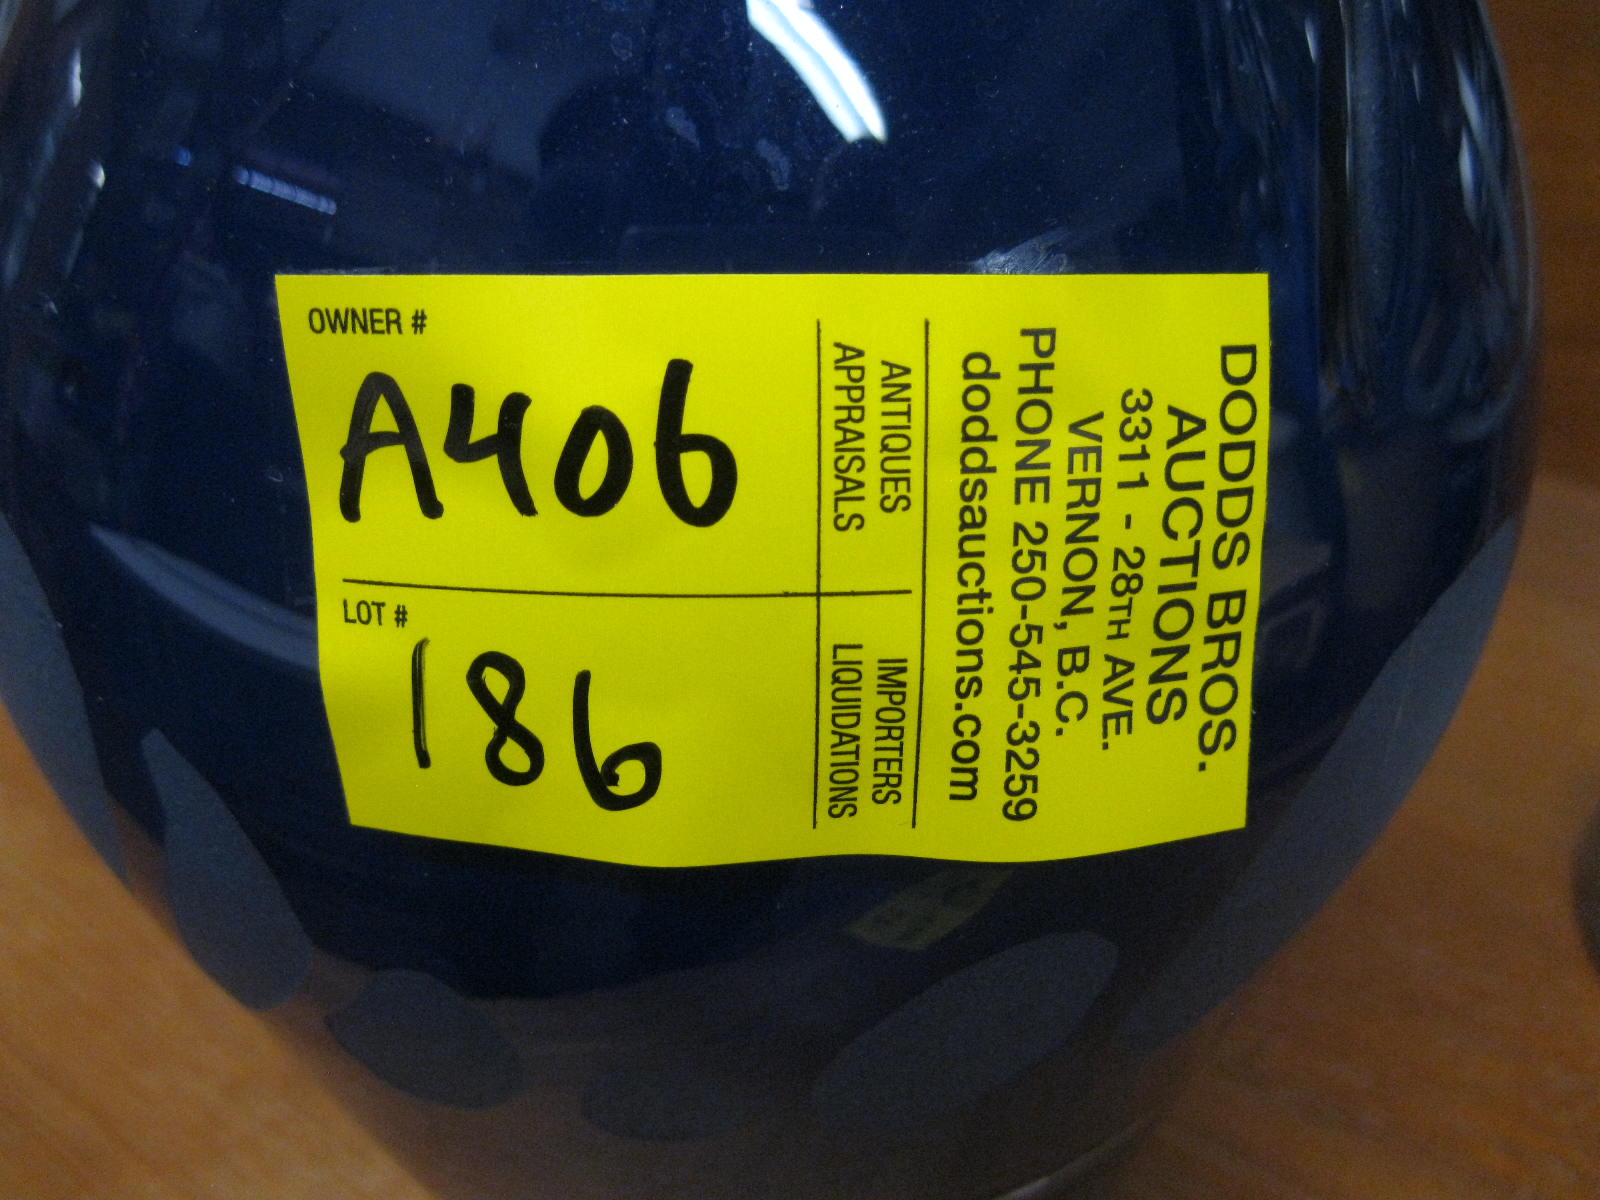 OWNER #
A406
LOT #
186
ANTIQUES
APPRAISALS
IMPORTERS
LIQUIDATIONS
DODDS BROS.
AUCTIONS
3311 - 28TH AVE.
VERNON, B.C.
PHONE 250-545-3259
doddsauctions.com